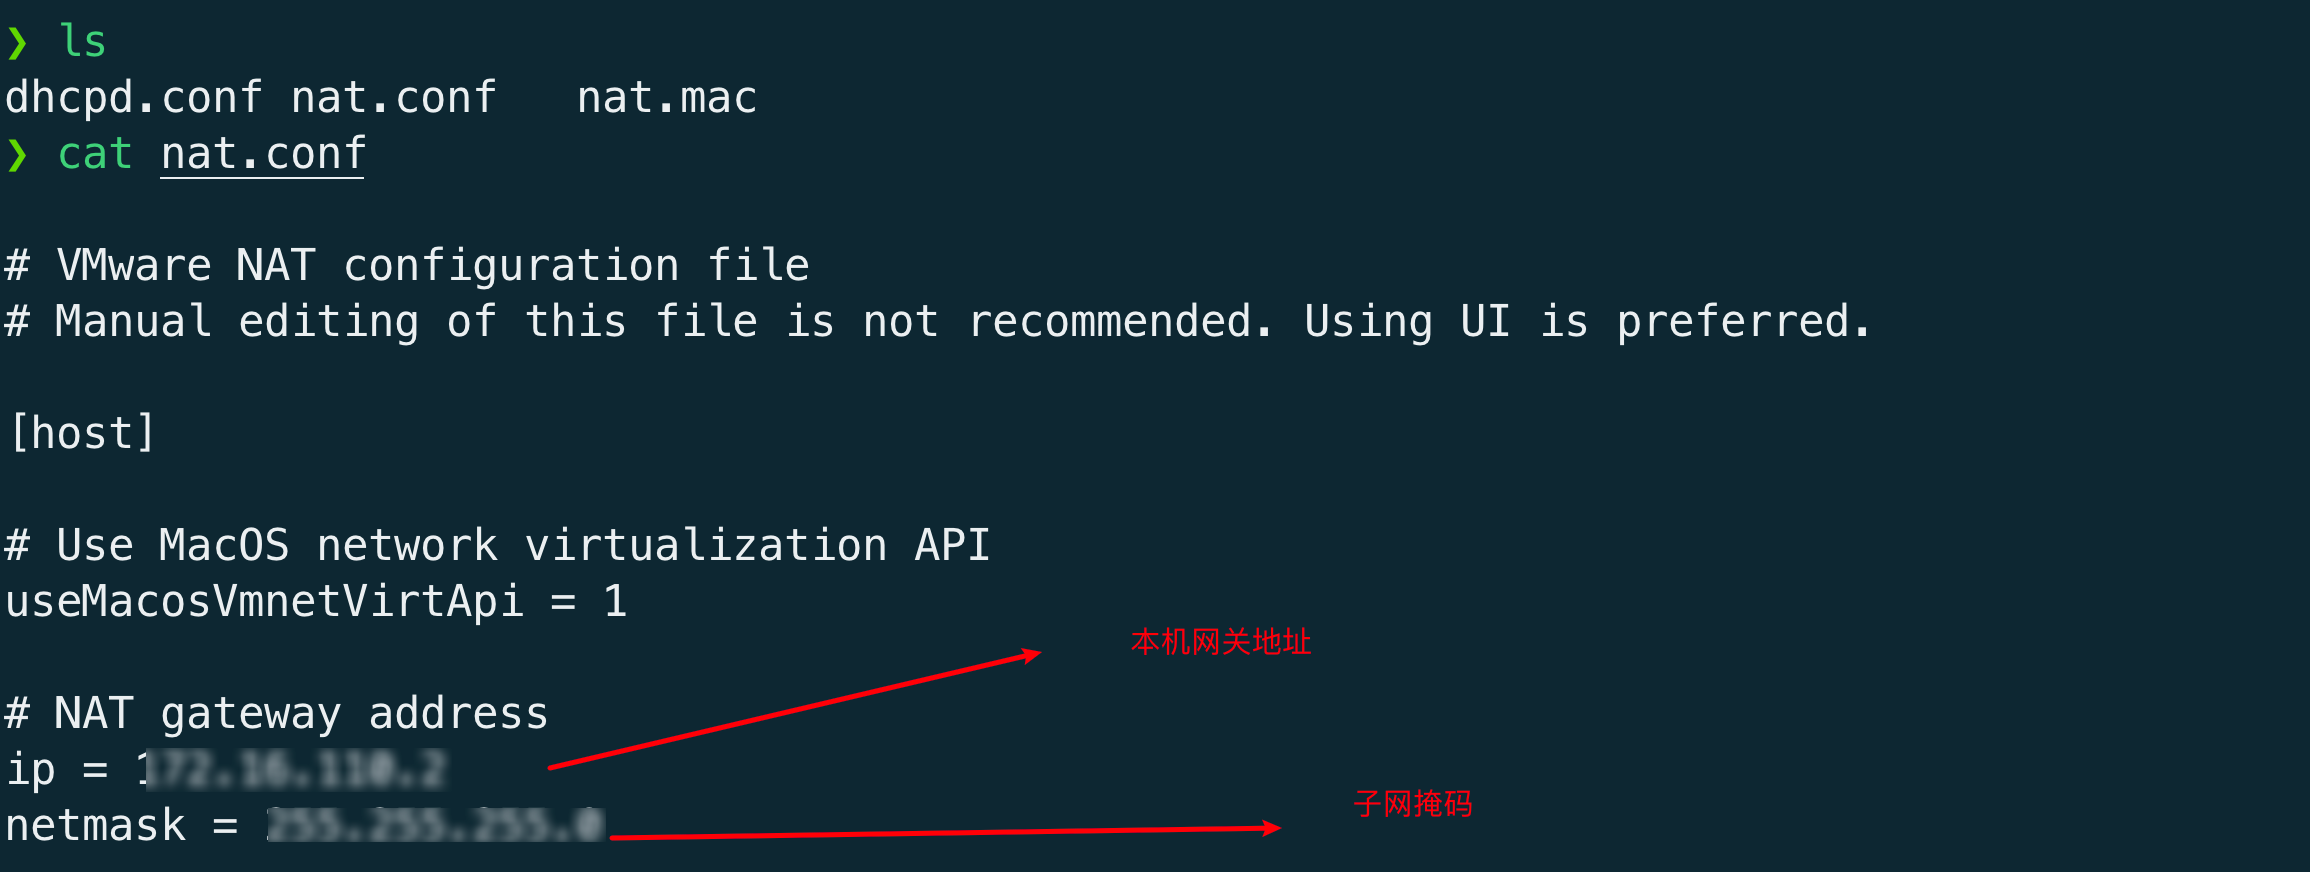 ❯ ls
dhcpd.conf nat.conf   nat.mac
❯ cat nat.conf
# VMware NAT configuration file
# Manual editing of this file is not recommended. Using UI is preferred.
[host]
# Use MacOS network virtualization API
useMacosVmnetVirtApi = 1
本机网关地址
# NAT gateway address
ip =
子网掩码
netmask =